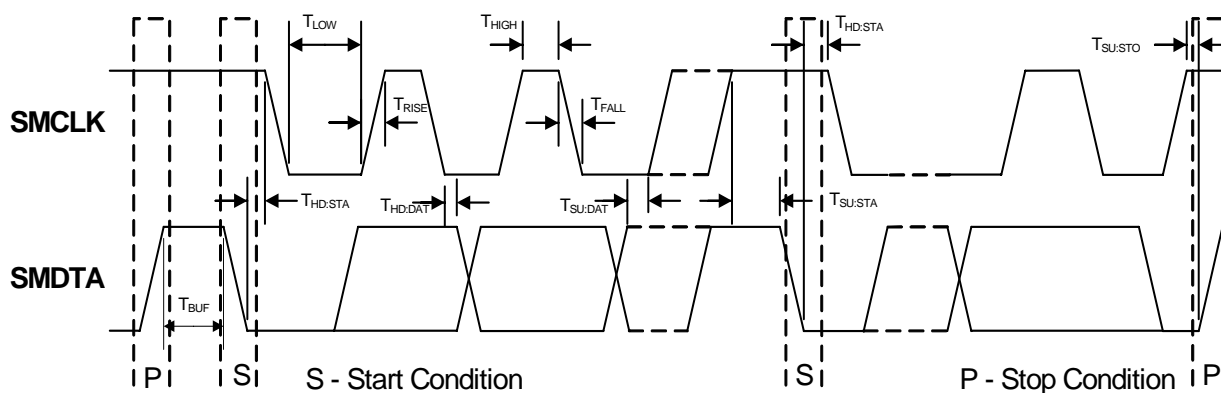 TLOW
THIGH
THD:STA
TSU:STO
SMCLK
TRISE
TFALL
THD:STA
THD:DAT
TSU:DAT
TSU:STA
SMDTA
TBUF
P
S
S - Start Condition
S
P - Stop Condition
P